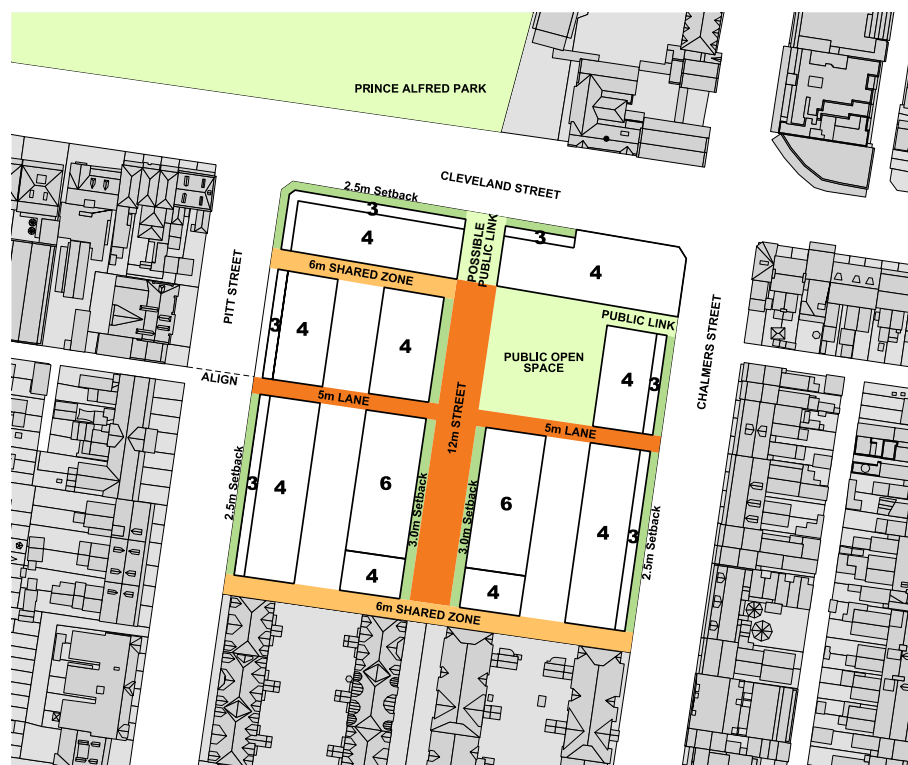 PRINCE ALFRED PARK
CLEVELAND STREET
2.5m Setback
3
4
POSSIBLE
PUBLIC LINK
3
4
6m SHARED ZONE
PITT STREET
3
4
4
PUBLIC LINK
PUBLIC OPEN
SPACE
4
3
CHALMERS STREET
ALIGN
5m LANE
12m STREET
5m LANE
2.5m Setback
3
4
6
3.0m Setback
3.0m Setback
6
4
3
2.5m Setback
4
4
6m SHARED ZONE